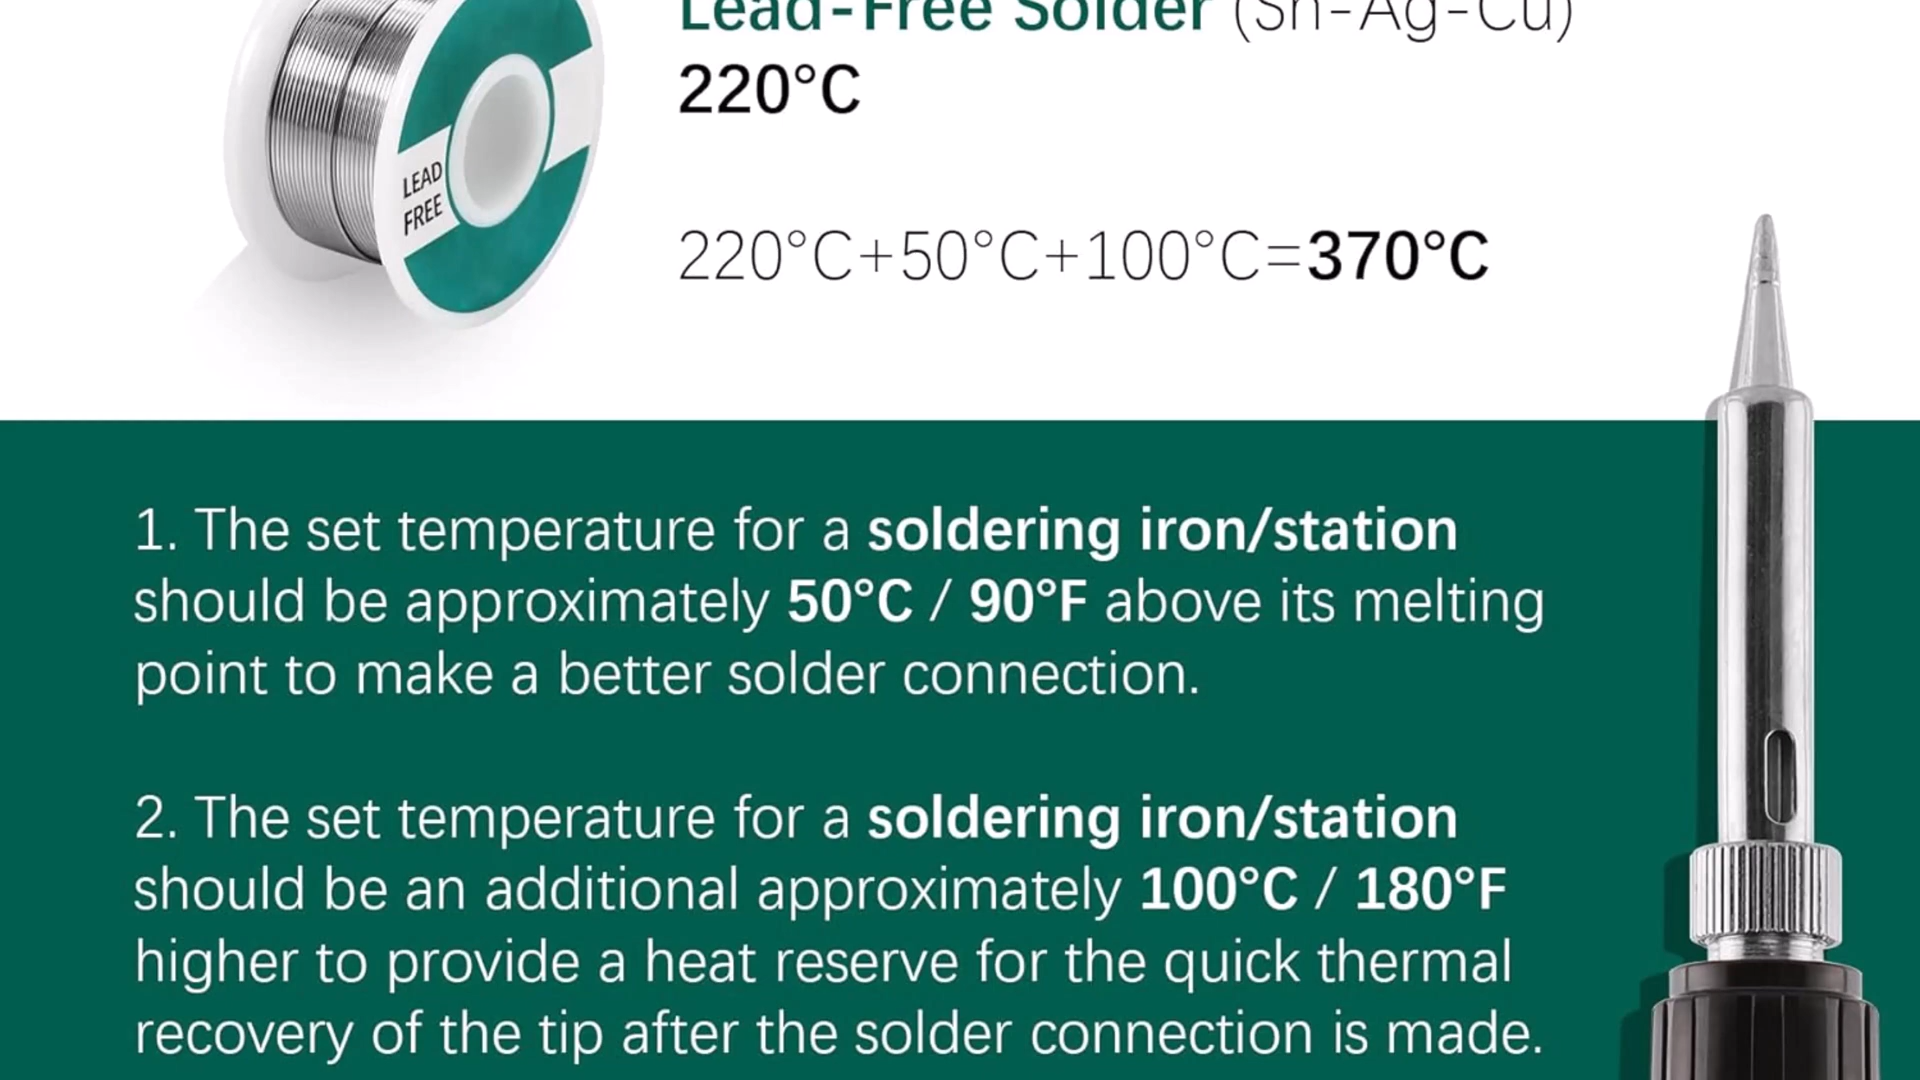 Lead-Free Solder (Sn-Ag-Cu)
220°C
LEAD
FREE
220°C+50°C+100°C=370°C
1. The set temperature for a soldering iron/station
should be approximately 50°C / 90°F above its melting
point to make a better solder connection.
2. The set temperature for a soldering iron/station
should be an additional approximately 100°C / 180°F
higher to provide a heat reserve for the quick thermal
recovery of the tip after the solder connection is made.